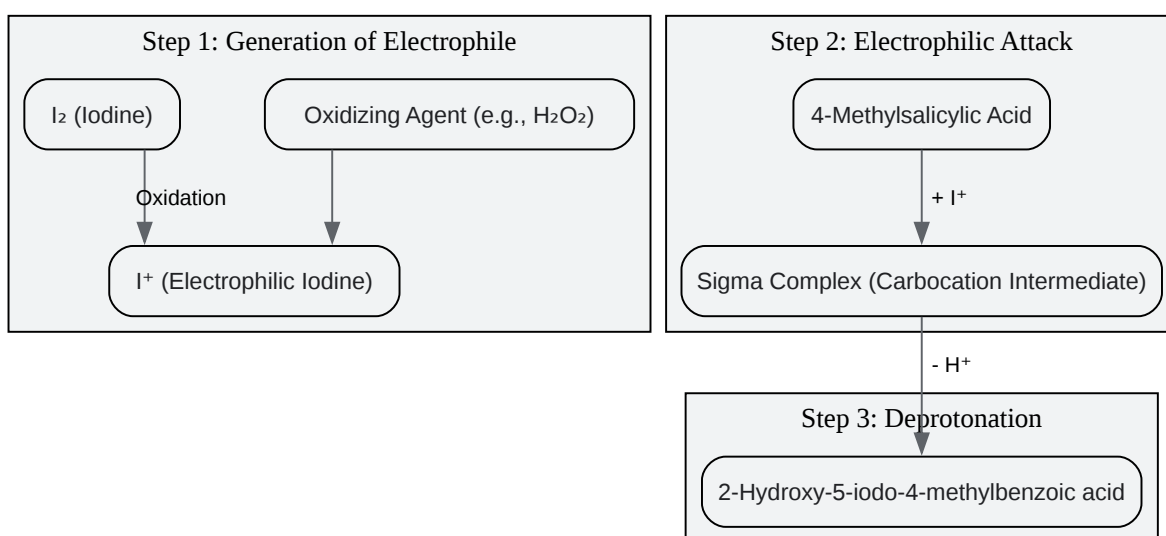 Step 1: Generation of Electrophile
I₂ (Iodine)
Oxidizing Agent (e.g., H₂O₂)
Oxidation
I⁺ (Electrophilic Iodine)
Step 2: Electrophilic Attack
4-Methylsalicylic Acid
+ I⁺
Sigma Complex (Carbocation Intermediate)
- H⁺
Step 3: Deprotonation
2-Hydroxy-5-iodo-4-methylbenzoic acid